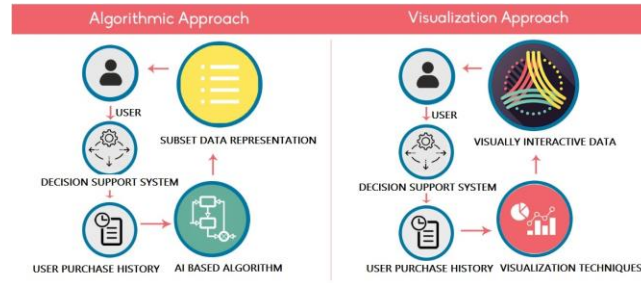 Algorithmic Approach
USER
SUBSET DATA REPRESENTATION
DECISION SUPPORT SYSTEM
USER PURCHASE HISTORY
AI BASED ALGORITHM
Visualization Approach
USER
VISUALLY INTERACTIVE DATA
DECISION SUPPORT SYSTEM
USER PURCHASE HISTORY
VISUALIZATION TECHNIQUES